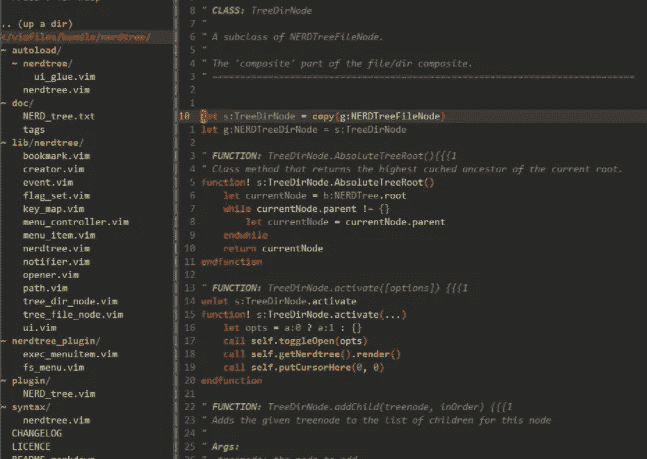 .. (up a dir)
</vimfiles/bundle/nerdtree/
~ autoload/
~ nerdtree/
ui_glue.vim
nerdtree.vim
~ doc/
NERD_tree.txt
tags
~ lib/nerdtree/
bookmark.vim
creator.vim
event.vim
flag_set.vim
key_map.vim
menu_controller.vim
menu_item.vim
nerdtree.vim
notifier.vim
opener.vim
path.vim
tree_dir_node.vim
tree_file_node.vim
ui.vim
~ nerdtree_plugin/
exec_menuitem.vim
fs_menu.vim
~ plugin/
NERD_tree.vim
~ syntax/
nerdtree.vim
CHANGELOG
LICENCE
README.markdown
8 " CLASS: TreeDirNode
7 "
6 " A subclass of NERDTreeFileNode.
5 "
4 " The 'composite' part of the file/dir composite.
3 " ============================================================
2
1
10 let s:TreeDirNode = copy(g:NERDTreeFileNode)
1 let g:NERDTreeDirNode = s:TreeDirNode
2
3 " FUNCTION: TreeDirNode.AbsoluteTreeRoot(){{{1
4 " Class method that returns the highest cached ancestor of the current root.
5 function! s:TreeDirNode.AbsoluteTreeRoot()
6 let currentNode = b:NERDTree.root
7 while currentNode.parent != {}
8 let currentNode = currentNode.parent
9 endwhile
10 return currentNode
11 endfunction
12
13 " FUNCTION: TreeDirNode.activate([options]) {{{1
14 unlet s:TreeDirNode.activate
15 function! s:TreeDirNode.activate(...)
16 let opts = a:0 ? a:1 : {}
17 call self.toggleOpen(opts)
18 call self.getNerdtree().render()
19 call self.putCursorHere(0, 0)
20 endfunction
21
22 " FUNCTION: TreeDirNode.addChild(treenode, inOrder) {{{1
23 " Adds the given treenode to the list of children for this node
24 "
25 " Args: